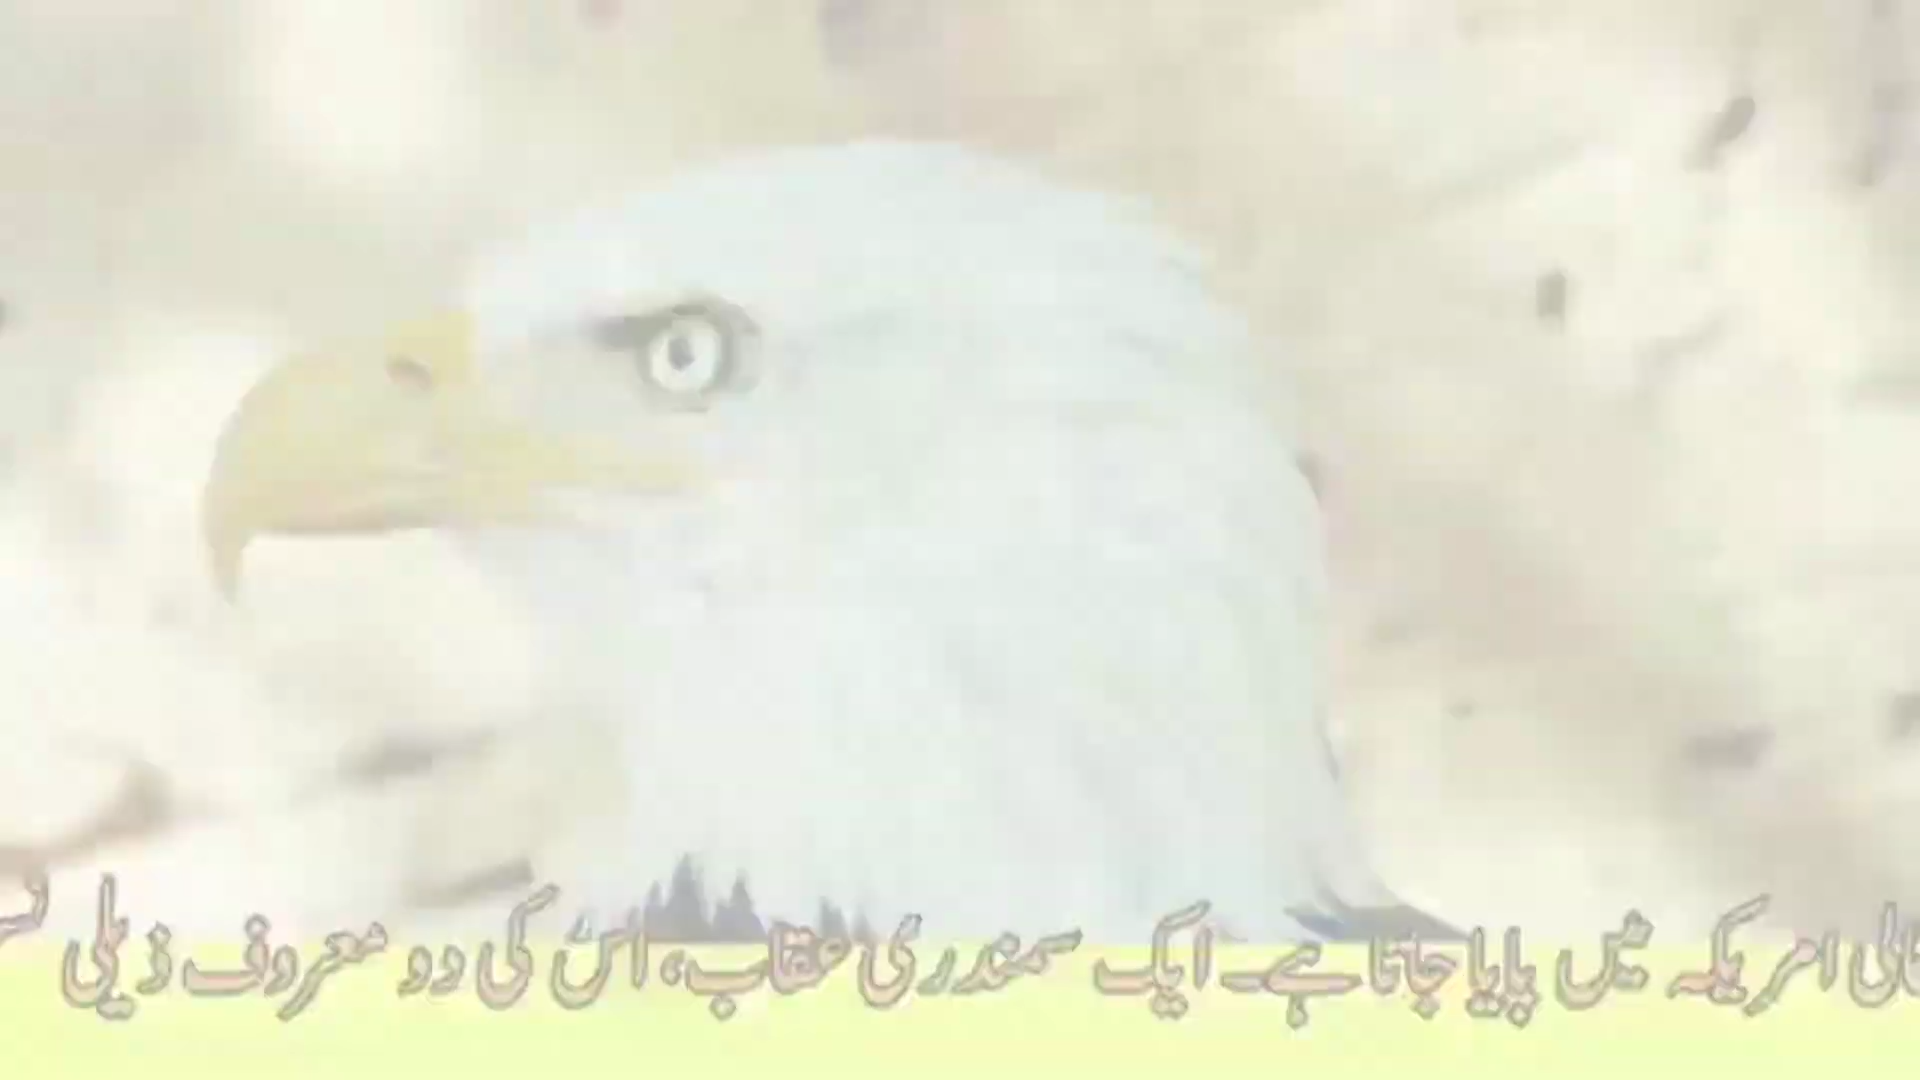 امریکہ میں پایا جاتا ہے۔ ایک سمندری عقاب، اس کی دو معروف ذیلی